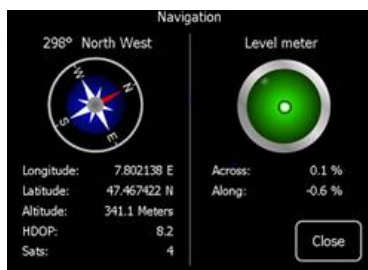 Navigation
298° North West
W
N
S
E
Longitude: 7.802138 E
Latitude: 47.467422 N
Altitude: 341.1 Meters
HDOP: 8.2
Sats: 4
Level meter
Across: 0.1 %
Along: -0.6 %
Close